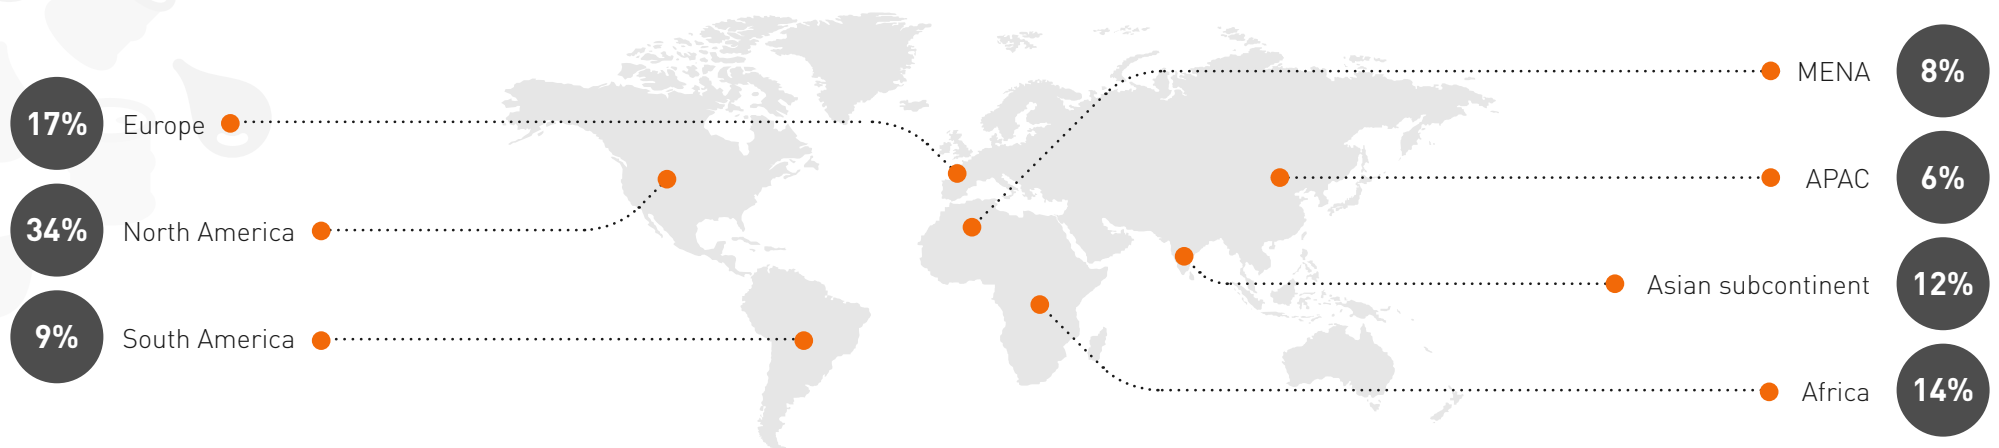 17% Europe
34% North America
9% South America
MENA 8%
APAC 6%
Asian subcontinent 12%
Africa 14%